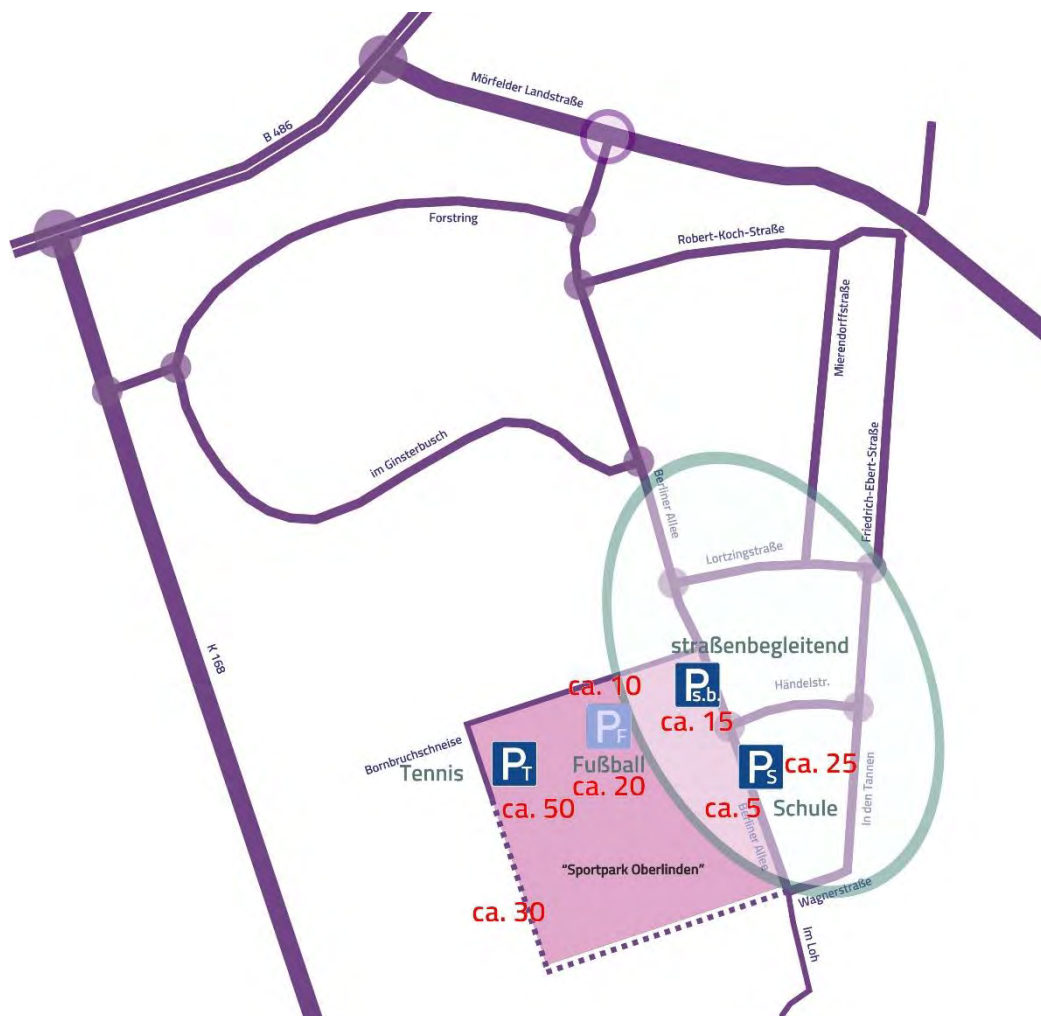 Mörfelder Landstraße
B 486
Forstring
Robert-Koch-Straße
Mierendorffstraße
Friedrich-Ebert-Straße
im Ginsterbusch
Berliner Allee
Lortzingstraße
K 168
straßenbegleitend
ca. 10
P s.b.
Händelstr.
ca. 15
PF
Bornbruchschneise
Tennis
PT
Fußball
PS
ca. 25
ca. 20
ca. 50
ca. 5
Schule
In den Tannen
Berliner Allee
"Sportpark Oberlinden"
Wagnerstraße
ca. 30
Im Loh